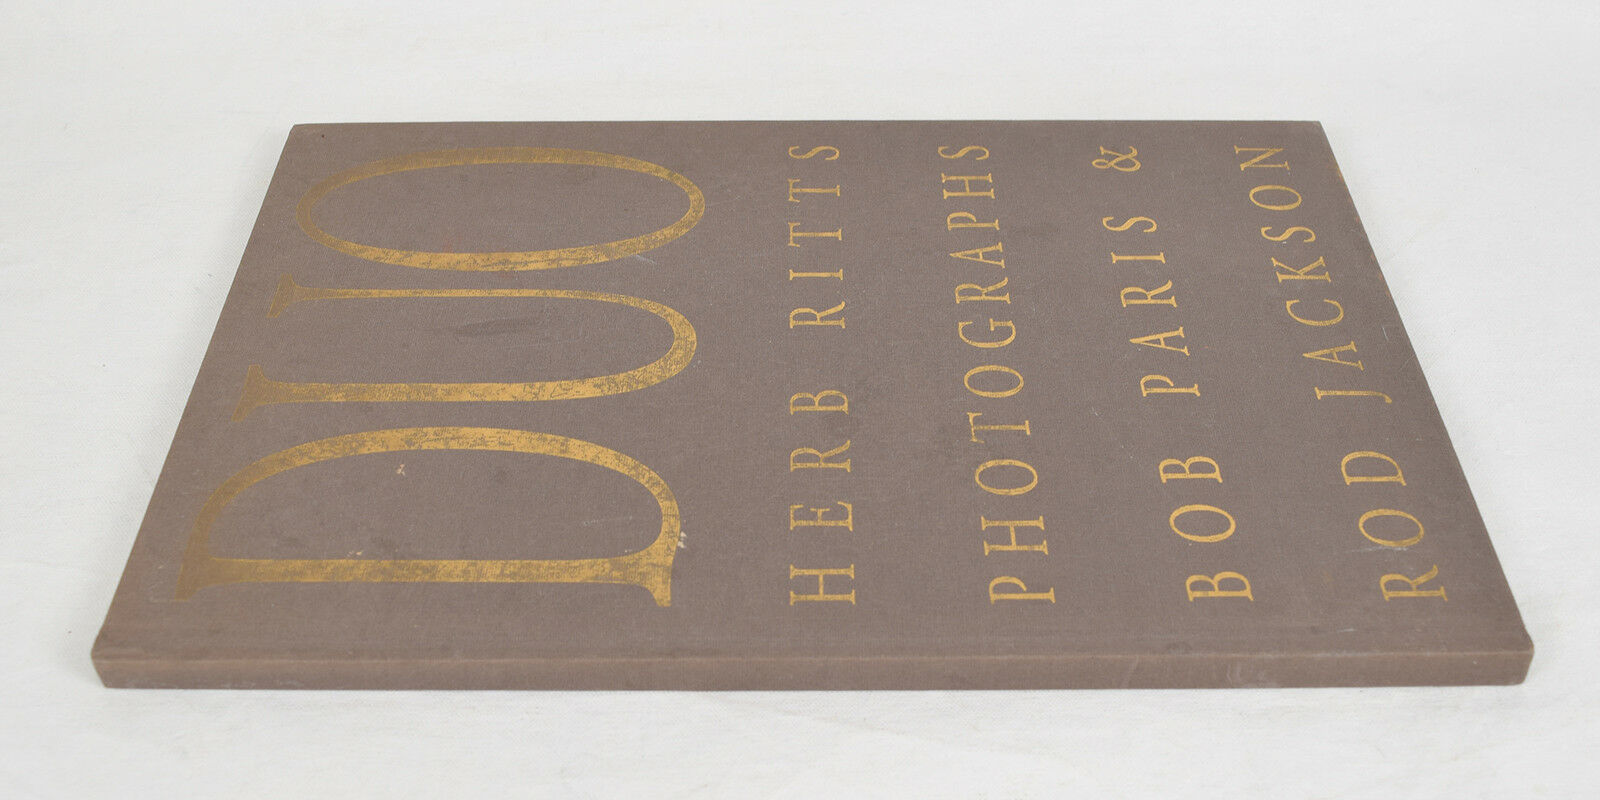 DUO
HERB RITTS
PHOTOGRAPHS
BOB PARIS &
ROD JACKSON